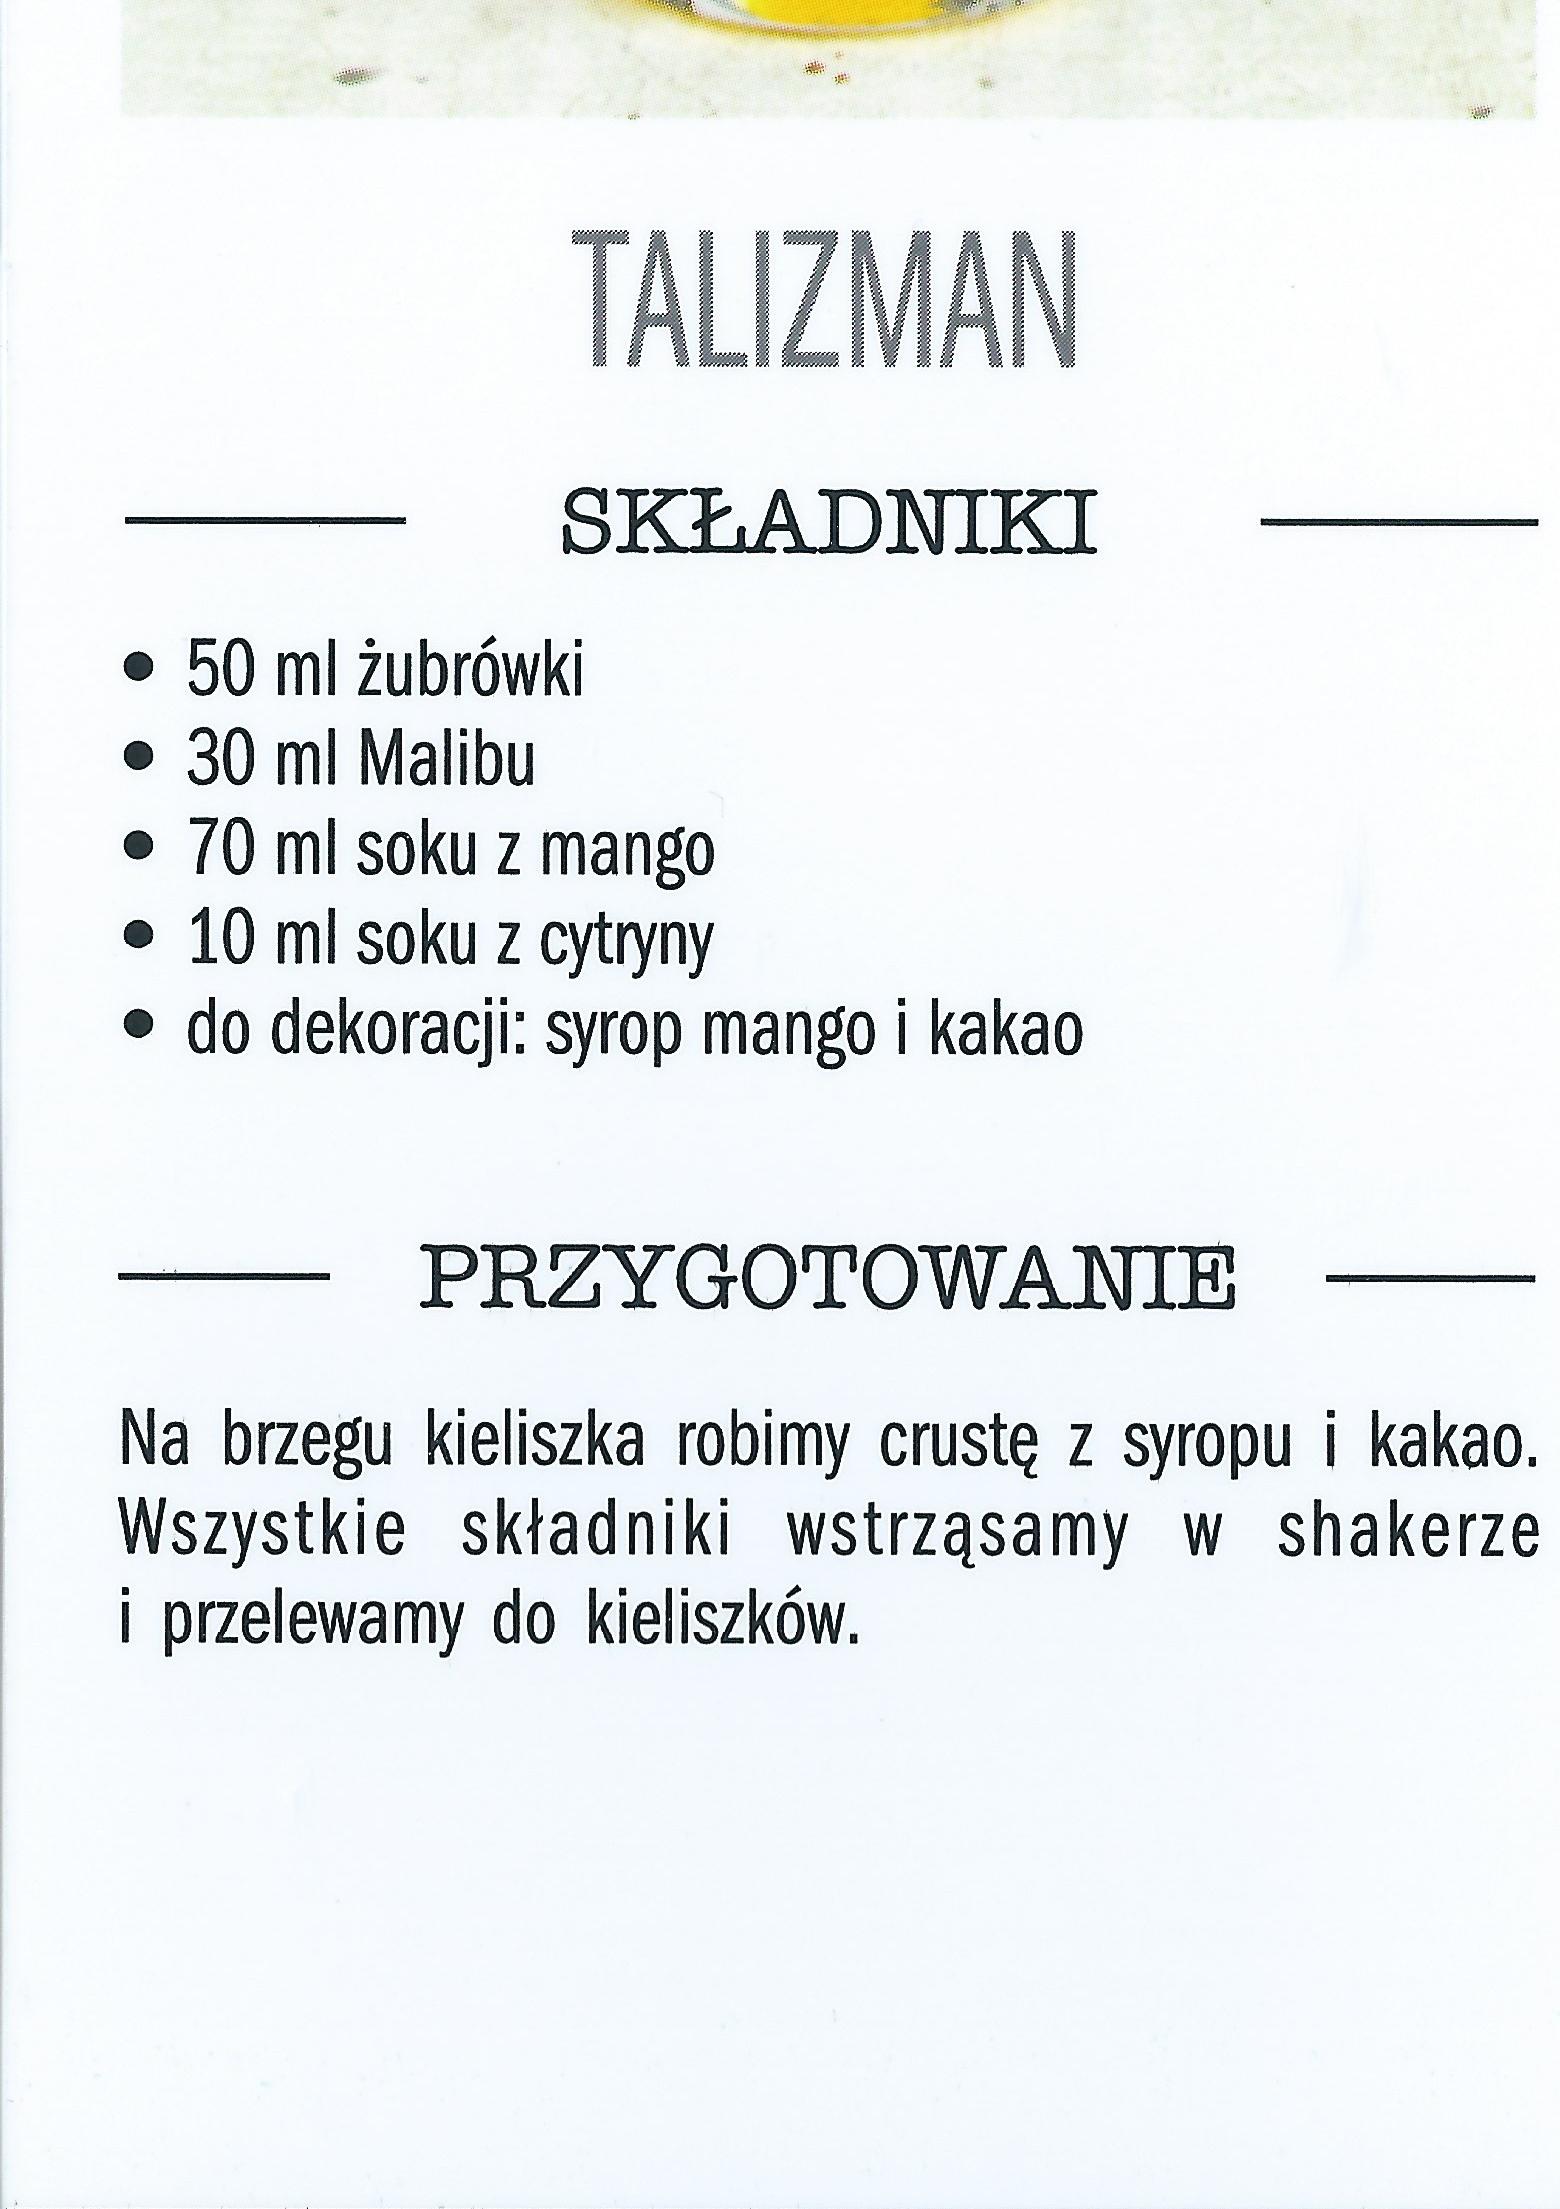 TALIZMAN
SKŁADNIKI
• 50 ml żubrówki
• 30 ml Malibu
• 70 ml soku z mango
• 10 ml soku z cytryny
• do dekoracji: syrop mango i kakao
PRZYGOTOWANIE
Na brzegu kieliszka robimy crustę z syropu i kakao.
Wszystkie składniki wstrząsamy w shakerze
i przelewamy do kieliszków.